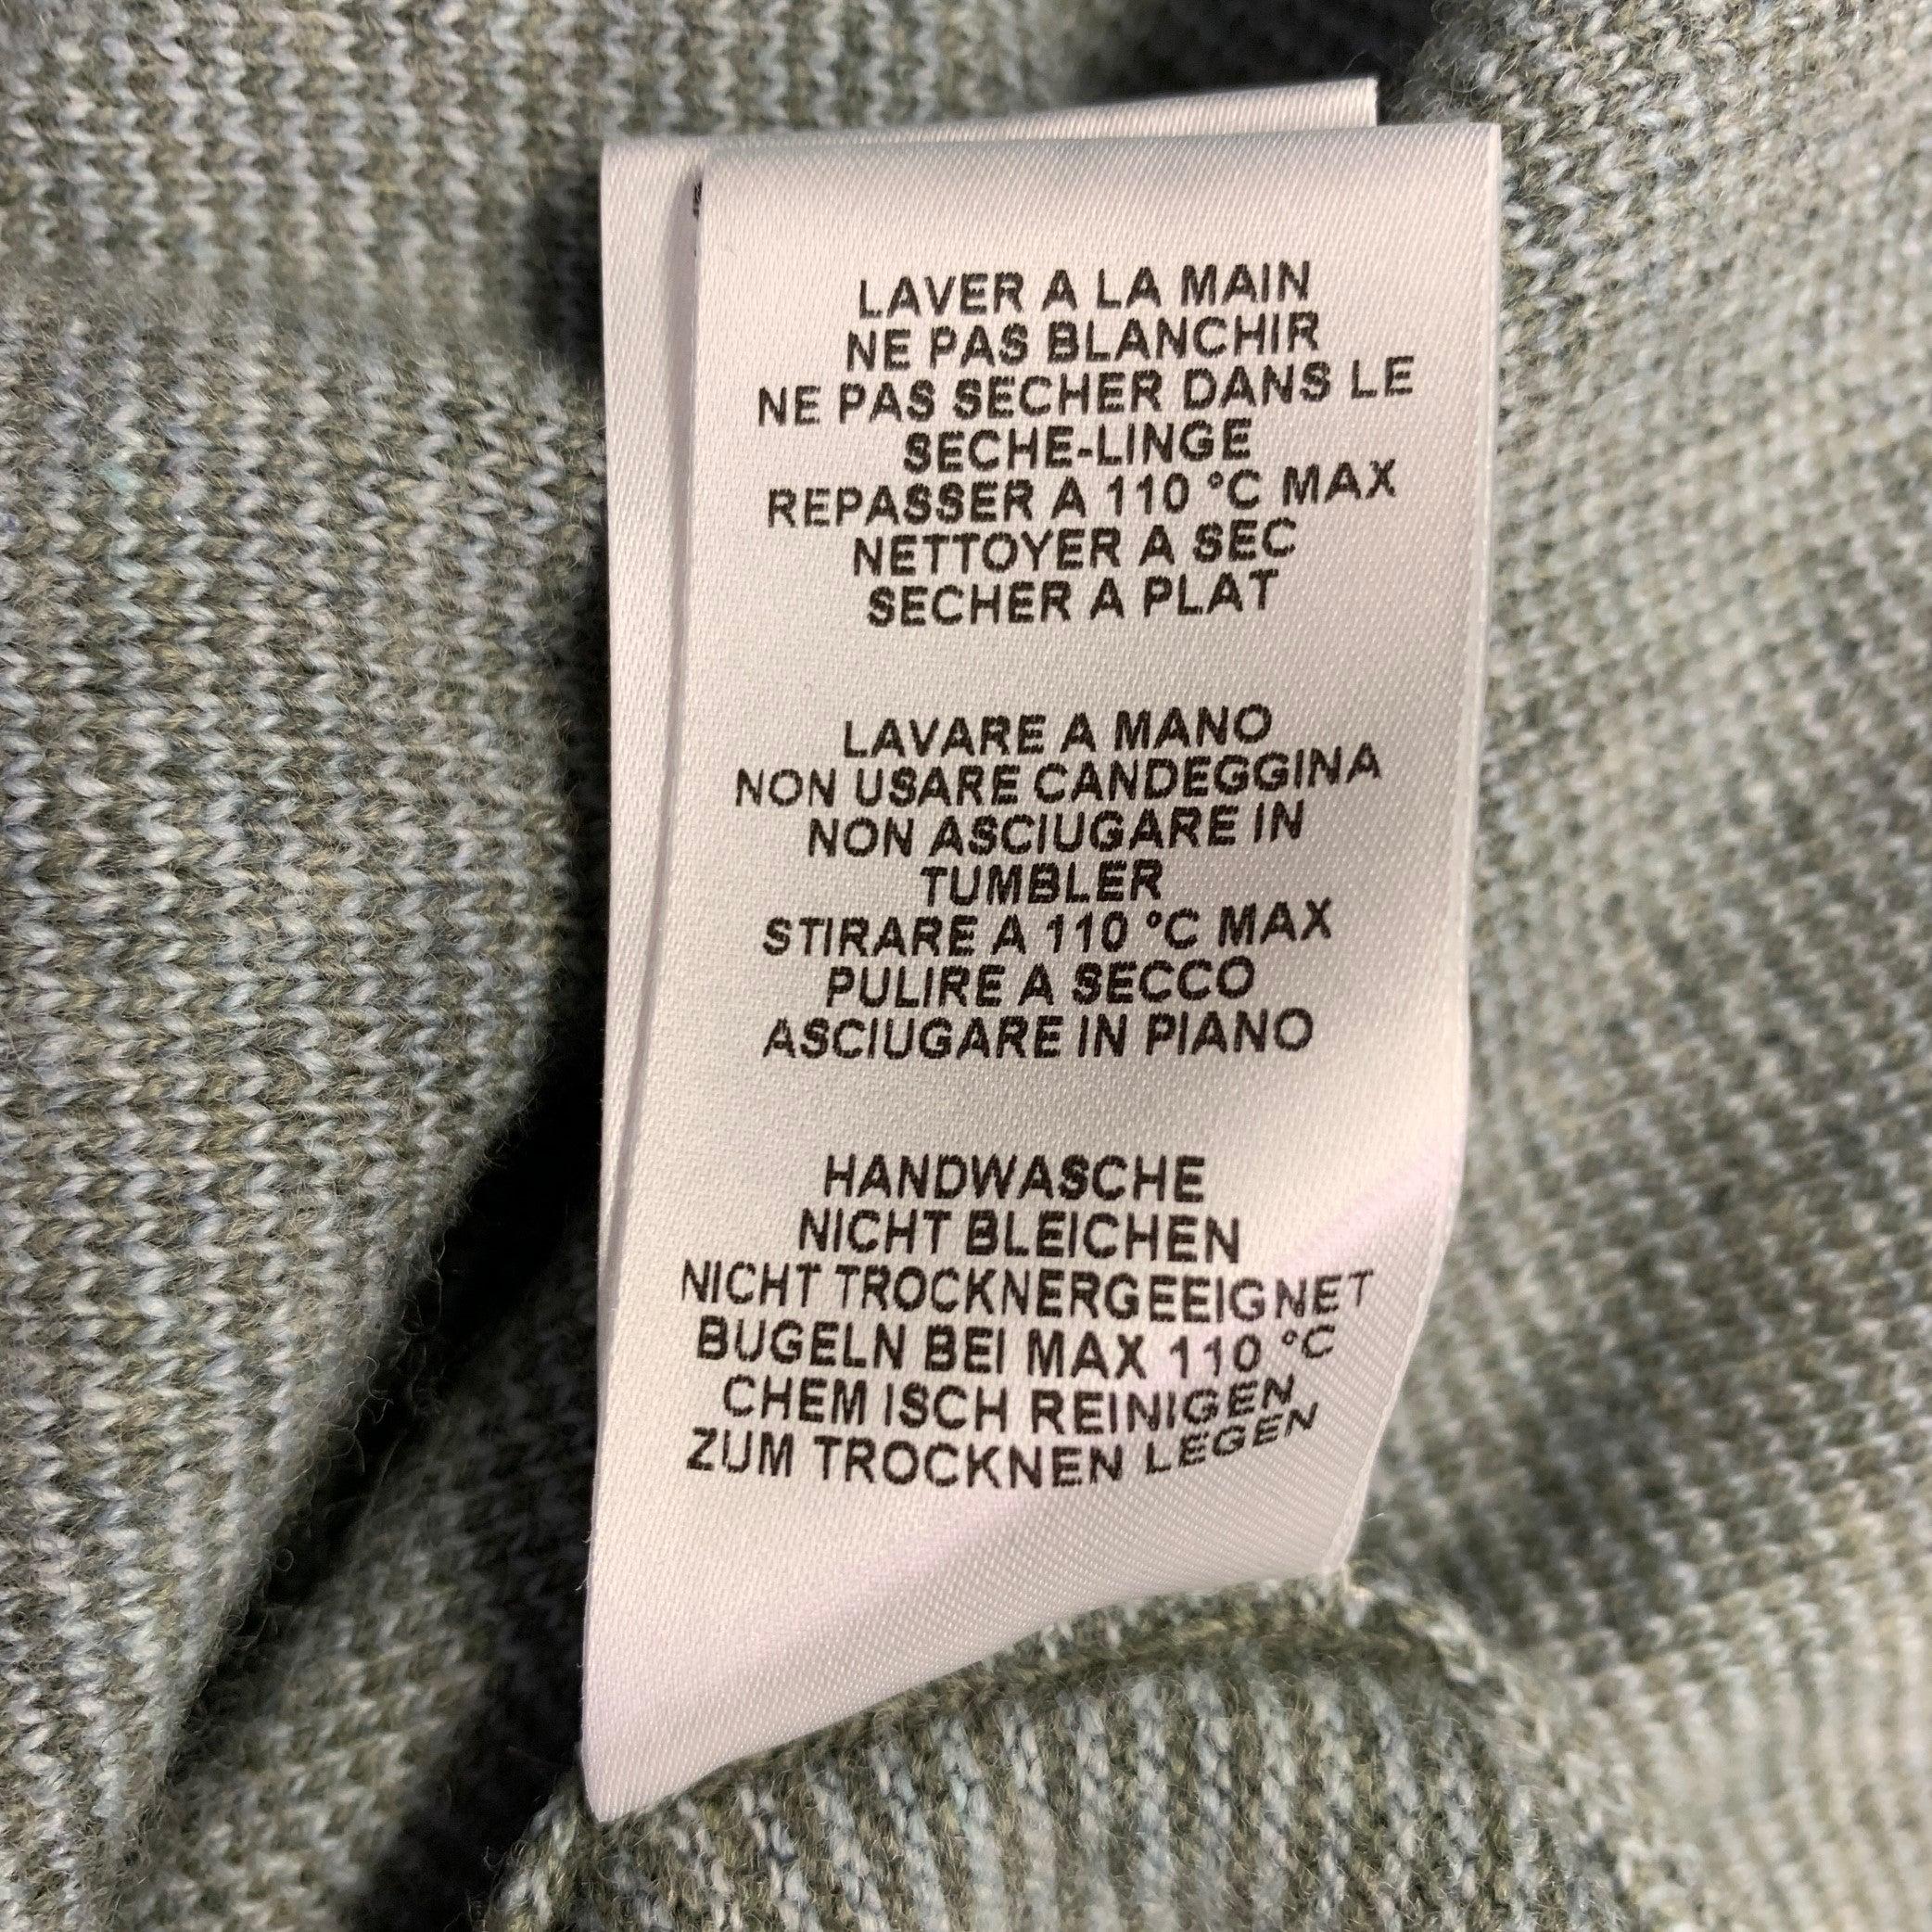 LAVER A LA MAIN
NE PAS BLANCHIR
NE PAS SECHER DANS LE
SECHE-LINGE
REPASSER A 110 °C MAX
NETTOYER A SEC
SECHER A PLAT
LAVARE A MANO
NON USARE CANDEGGINA
NON ASCIUGARE IN
TUMBLER
STIRARE A 110 °C MAX
PULIRE A SECCO
ASCIUGARE IN PIANO
HANDWASCHE
NICHT BLEICHEN
NICHT TROCKNERGEEIGNET
BUGELN BEI MAX 110 °C
CHEM ISCH REINIGEN
ZUM TROCKNEN LEGEN